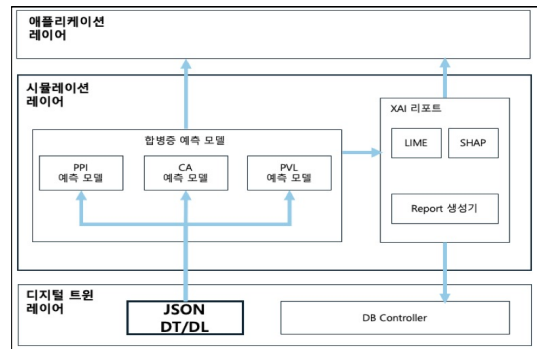 애플리케이션
레이어
시뮬레이션
레이어
XAI 리포트
합병증 예측 모델
LIME
SHAP
PPI
예측 모델
CA
예측 모델
PVL
예측 모델
Report 생성기
디지털 트윈
레이어
JSON
DT/DL
DB Controller